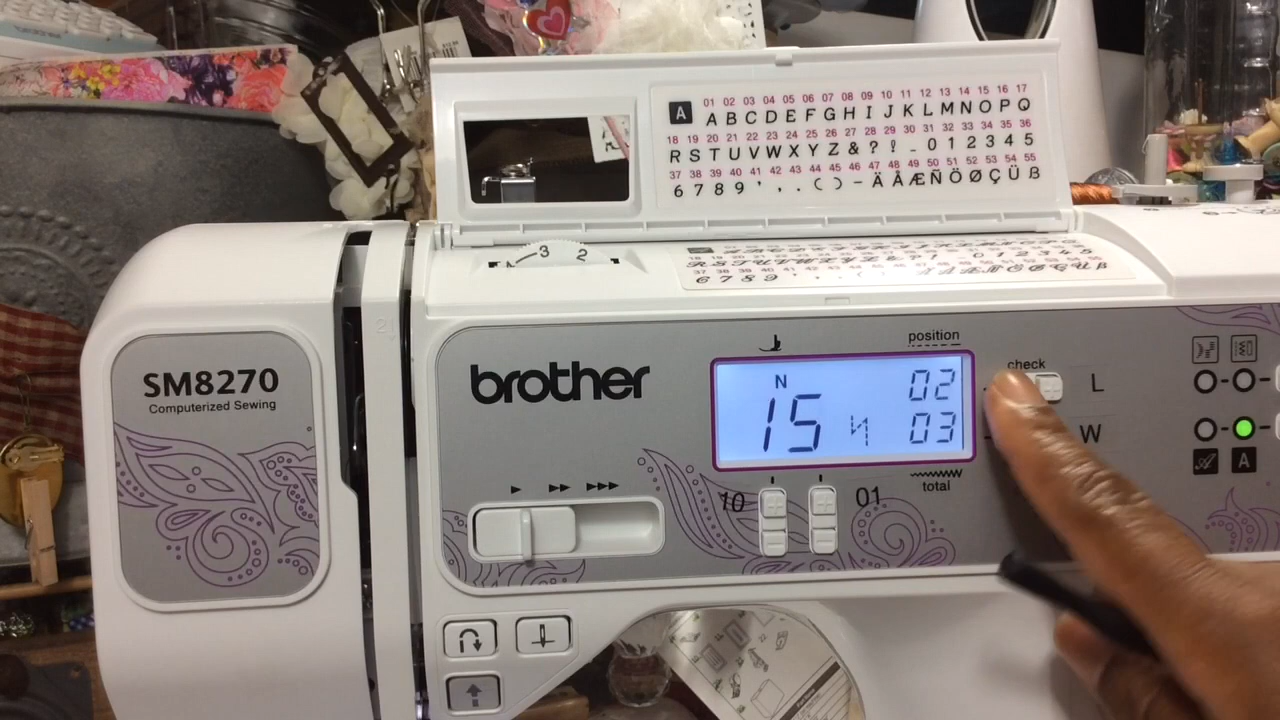 A 01 02 03 04 05 06 07 08 09 10 11 12 13 14 15 16 17
A B C D E F G H I J K L M N O P Q
18 19 20 21 22 23 24 25 26 27 28 29 30 31 32 33 34 35 36
R S T U V W X Y Z & ? ! _ 0 1 2 3 4 5
37 38 39 40 41 42 43 44 45 46 47 48 49 50 51 52 53 54 55
6 7 8 9 ' , . ( ) - Ä Å Æ Ñ Ö Ø Ç Ü ß
3 2
SM8270
Computerized Sewing
brother
position
check
N
02
L
15
03
W
total
10
01
A